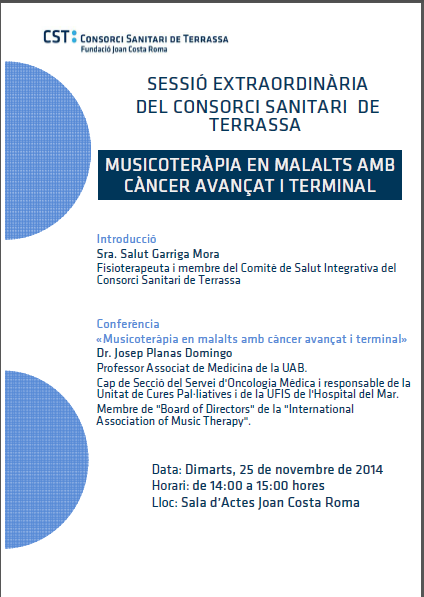 CST: CONSORCI SANITARI DE TERRASSA
Fundació Joan Costa Roma
SESSIÓ EXTRAORDINÀRIA
DEL CONSORCI SANITARI DE
TERRASSA
MUSICOTERÀPIA EN MALALTS AMB
CÀNCER AVANÇAT I TERMINAL
Introducció
Sra. Salut Garriga Mora
Fisioterapeuta i membre del Comitè de Salut Integrativa del
Consorci Sanitari de Terrassa
Conferència
«Musicoteràpia en malalts amb càncer avançat i terminal»
Dr. Josep Planas Domingo
Professor Associat de Medicina de la UAB.
Cap de Secció del Servei d'Oncologia Mèdica i responsable de la
Unitat de Cures Pal·liatives i de la UFIS de l'Hospital del Mar.
Membre de "Board of Directors" de la "International
Association of Music Therapy".
Data: Dimarts, 25 de novembre de 2014
Horari: de 14:00 a 15:00 hores
Lloc: Sala d'Actes Joan Costa Roma